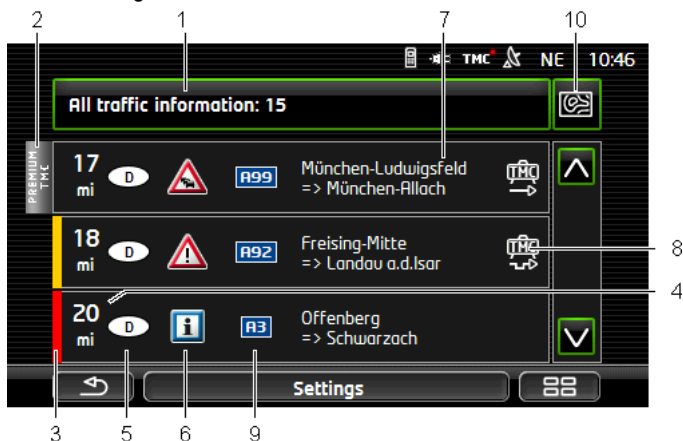 2 1 7 10
TMC NE 10:46
All traffic information: 15
PREMIUM
TMC
17
mi
D
A99
München-Ludwigsfeld
=> München-Allach
TMC
18
mi
D
A92
Freising-Mitte
=> Landau a.d.Isar
TMC
8
4
20
mi
D
i
A3
Offenberg
=> Schwarzach
Settings
3 5 6 9